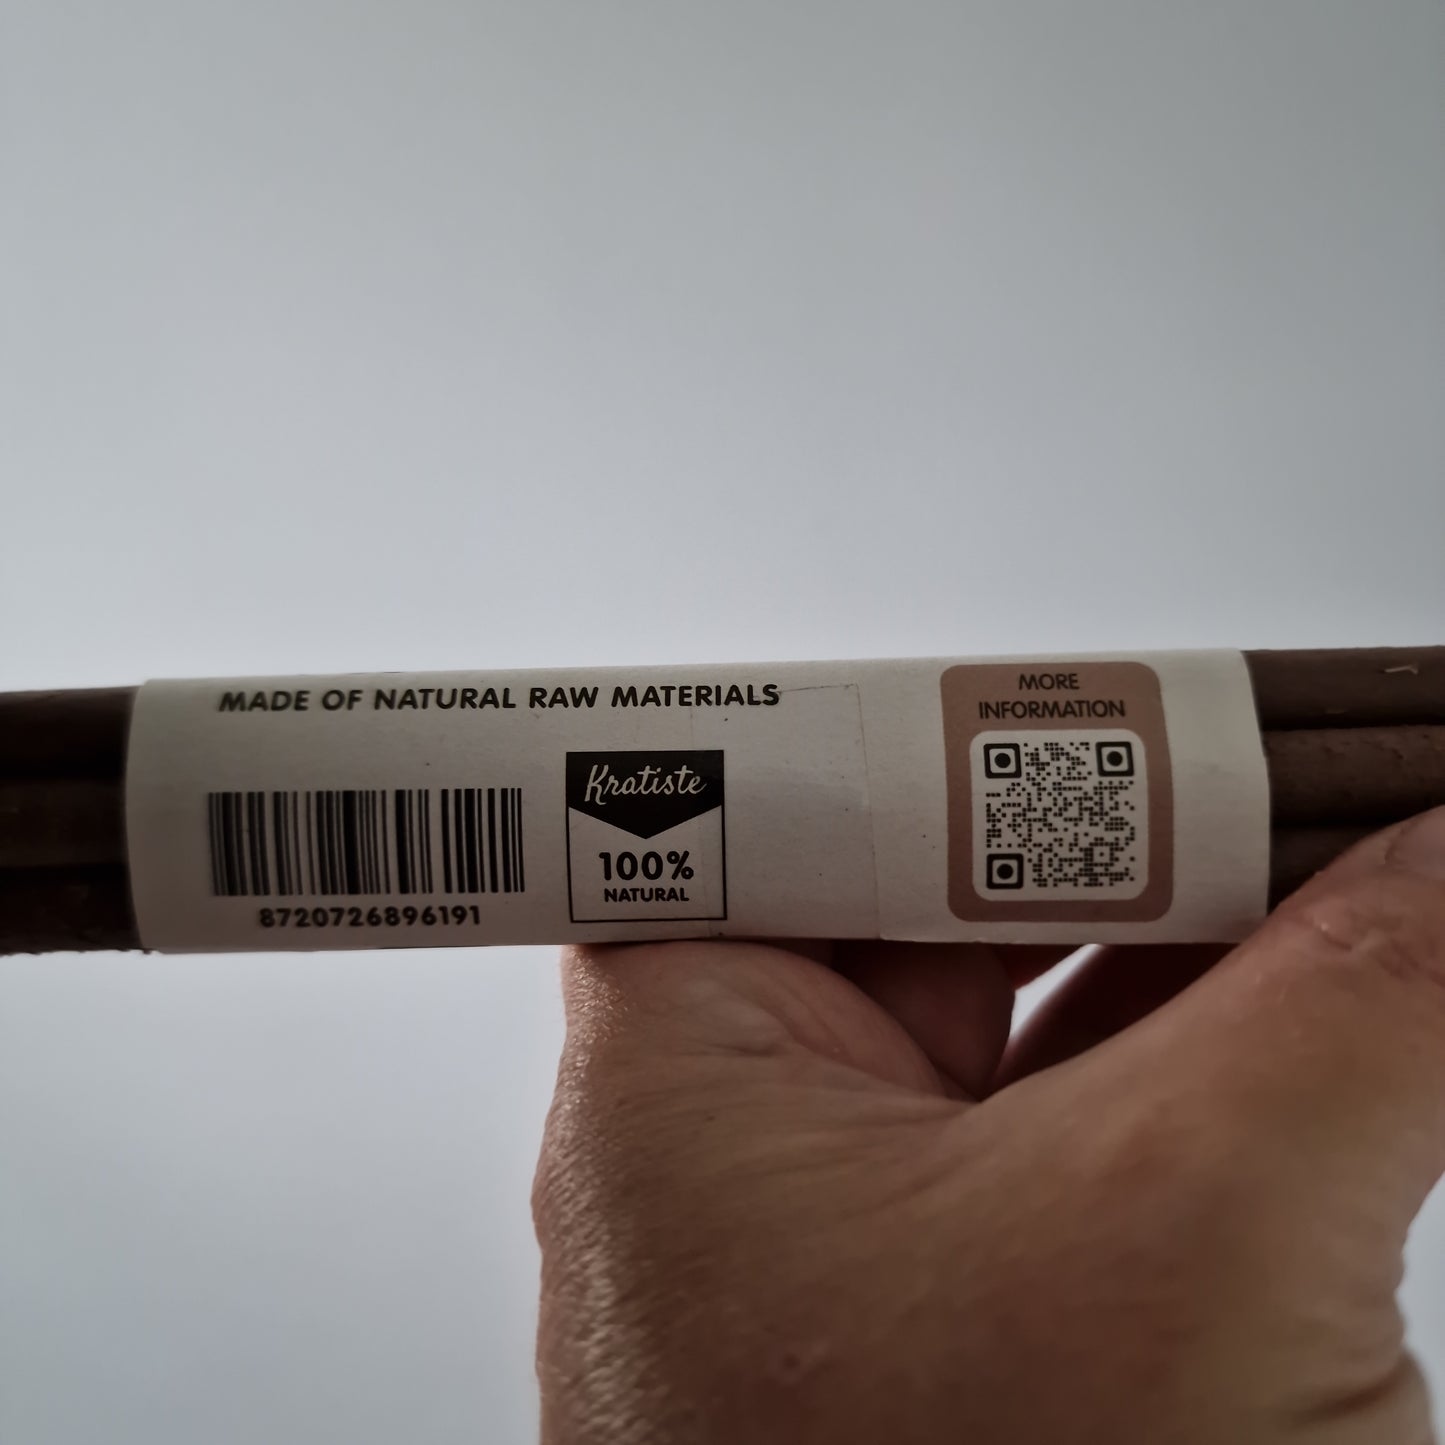 MADE OF NATURAL RAW MATERIALS
8720726896191
Kratiste
100%
NATURAL
MORE
INFORMATION